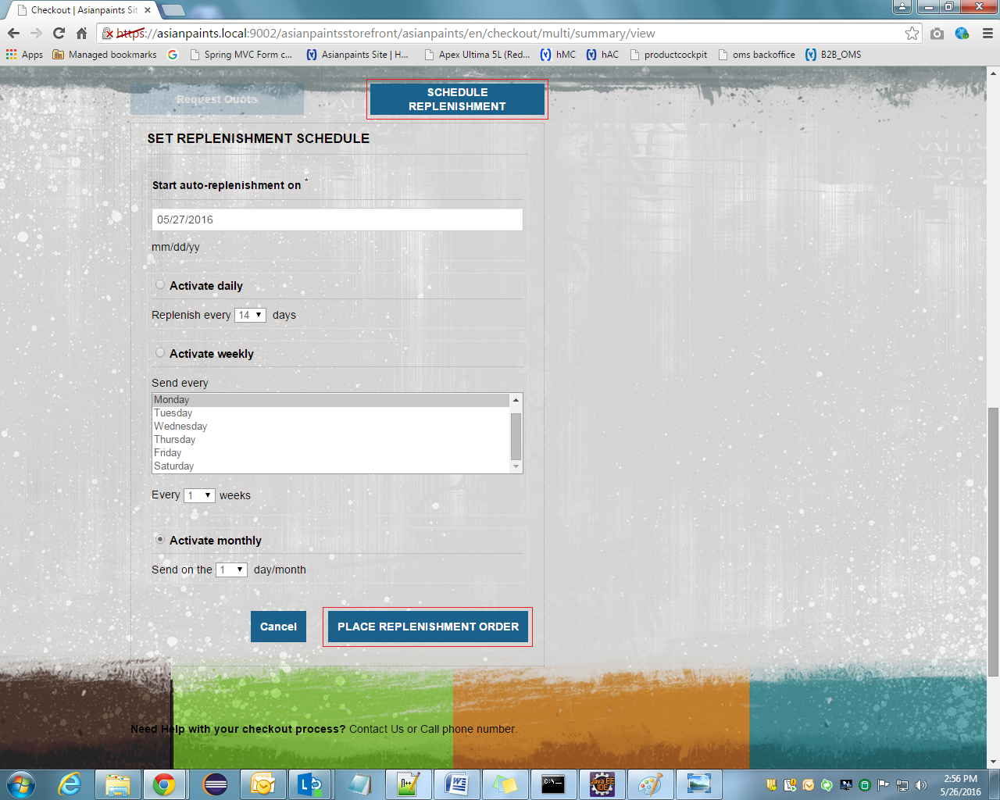 Checkout | Asianpaints Sit
https://asianpaints.local:9002/asianpaintsstorefront/asianpaints/en/checkout/multi/summary/view
Apps Managed bookmarks G Spring MVC Form c... Asianpaints Site | H... Apex Ultima 5L (Red... hMC hAC productcockpit oms backoffice B2B_OMS
Request Quote
SCHEDULE
REPLENISHMENT
SET REPLENISHMENT SCHEDULE
Start auto-replenishment on *
05/27/2016
mm/dd/yy
Activate daily
Replenish every 14 days
Activate weekly
Send every
Monday
Tuesday
Wednesday
Thursday
Friday
Saturday
Every 1 weeks
Activate monthly
Send on the 1 day/month
Cancel PLACE REPLENISHMENT ORDER
Need Help with your checkout process? Contact Us or Call phone number.
2:56 PM
5/26/2016